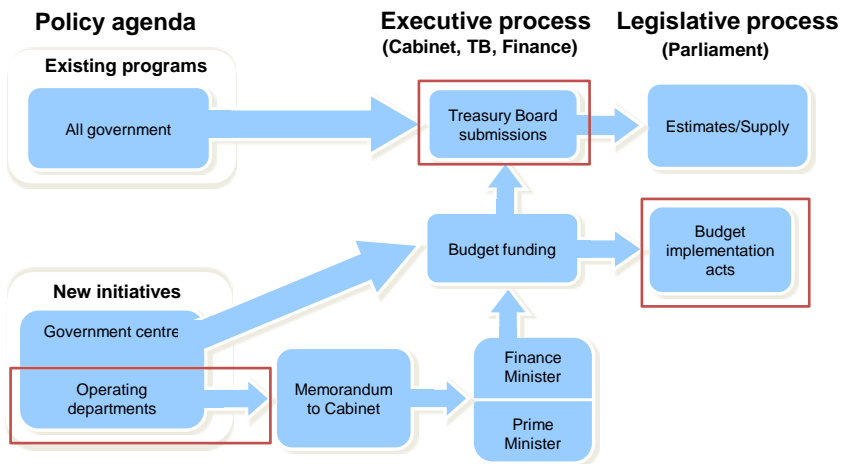 Policy agenda
Executive process
(Cabinet, TB, Finance)
Legislative process
(Parliament)
Existing programs
All government
Treasury Board
submissions
Estimates/Supply
Budget funding
Budget
implementation
acts
New initiatives
Government centre
Operating
departments
Memorandum
to Cabinet
Finance
Minister
Prime
Minister